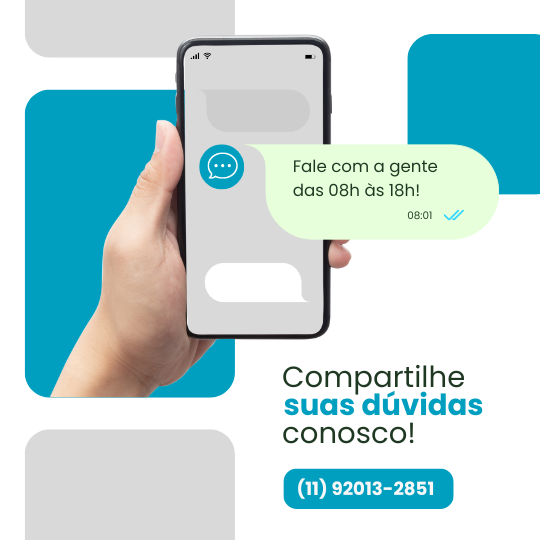 Fale com a gente
das 08h às 18h!
08:01
Compartilhe
suas dúvidas
conosco!
(11) 92013-2851